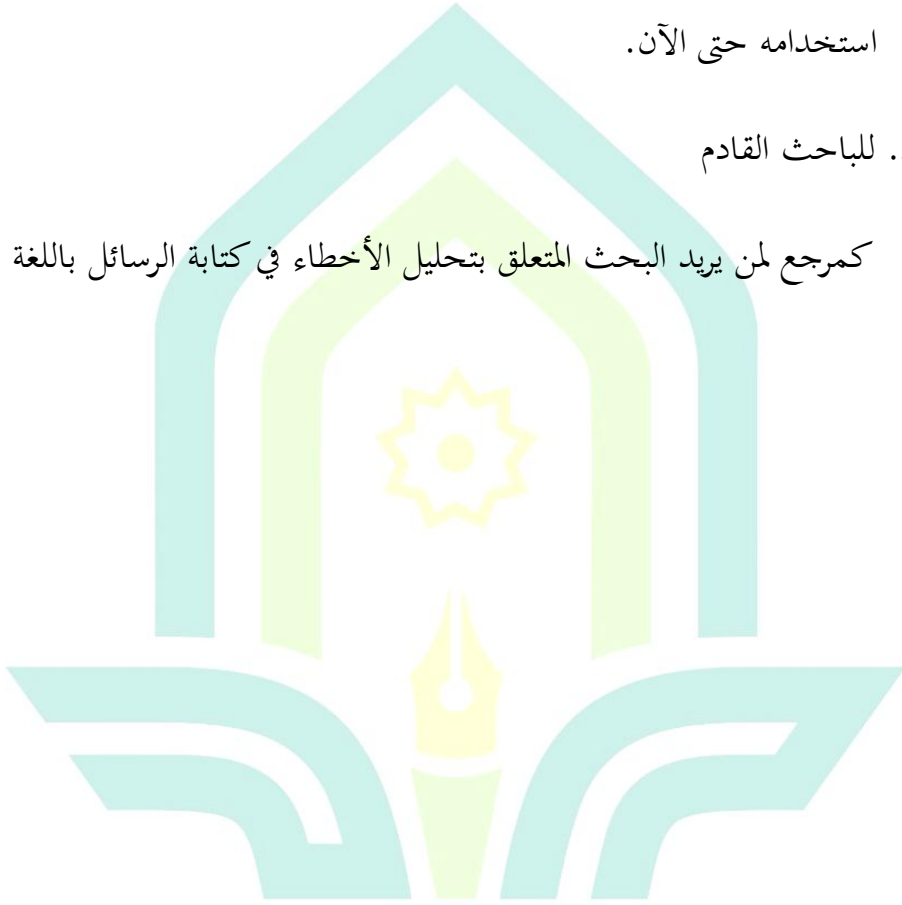 استخدامه حتى الآن.
. للباحث القادم
كمرجع لمن يريد البحث المتعلق بتحليل الأخطاء في كتابة الرسائل باللغة